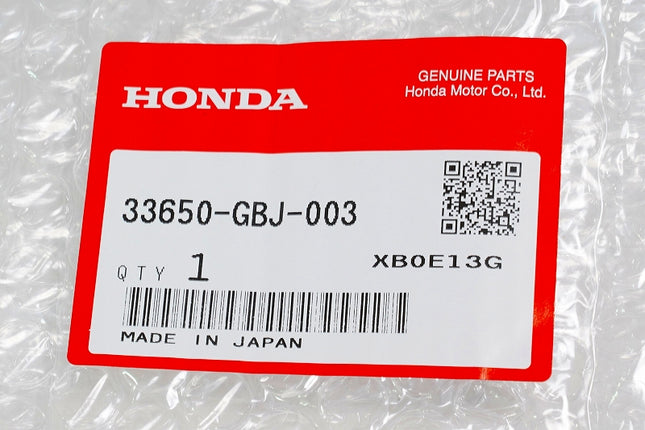 HONDA
GENUINE PARTS
Honda Motor Co., Ltd.
33650-GBJ-003
XB0E13G
QTY 1
MADE IN JAPAN